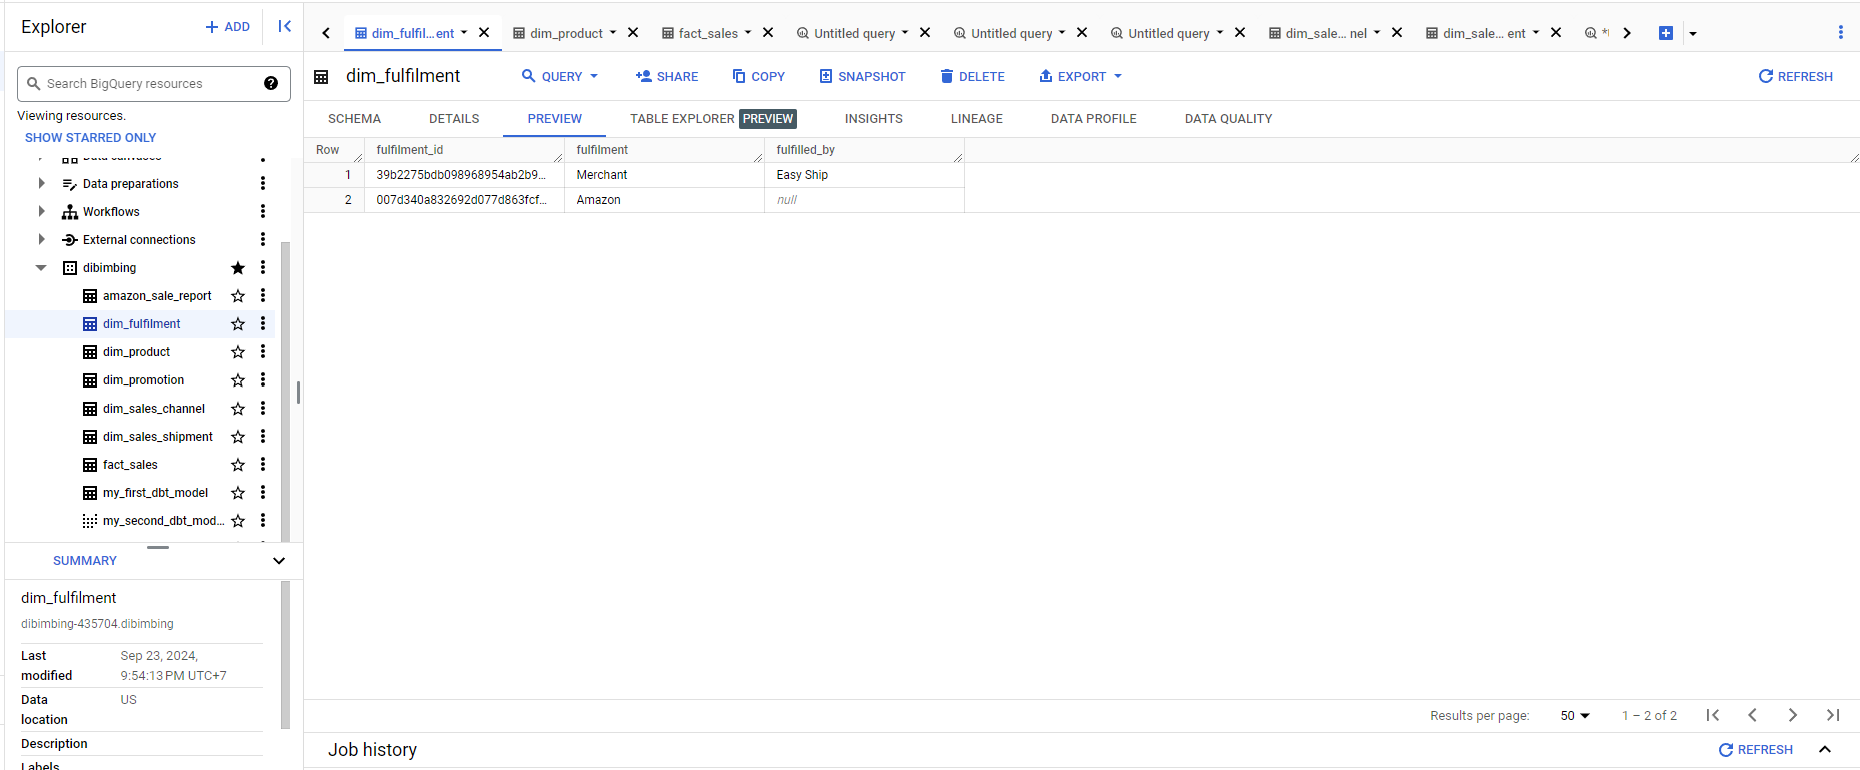 Explorer
ADD
Search BigQuery resources
Viewing resources.
SHOW STARRED ONLY
Data canvases
Data preparations
Workflows
External connections
dibimbing
amazon_sale_report
dim_fulfilment
dim_product
dim_promotion
dim_sales_channel
dim_sales_shipment
fact_sales
my_first_dbt_model
my_second_dbt_mod...
SUMMARY
dim_fulfilment
dibimbing-435704.dibimbing
Last modified Sep 23, 2024, 9:54:13 PM UTC+7
Data location US
Description
Labels
dim_fulfil...ent dim_product fact_sales Untitled query Untitled query Untitled query dim_sale... nel dim_sale... ent
dim_fulfilment QUERY SHARE COPY SNAPSHOT DELETE EXPORT REFRESH
SCHEMA DETAILS PREVIEW TABLE EXPLORER PREVIEW INSIGHTS LINEAGE DATA PROFILE DATA QUALITY
Row fulfilment_id fulfilment fulfilled_by
1 39b2275bdb098968954ab2b9... Merchant Easy Ship
2 007d340a832692d077d863fcf... Amazon null
Results per page: 50 1 – 2 of 2
Job history REFRESH